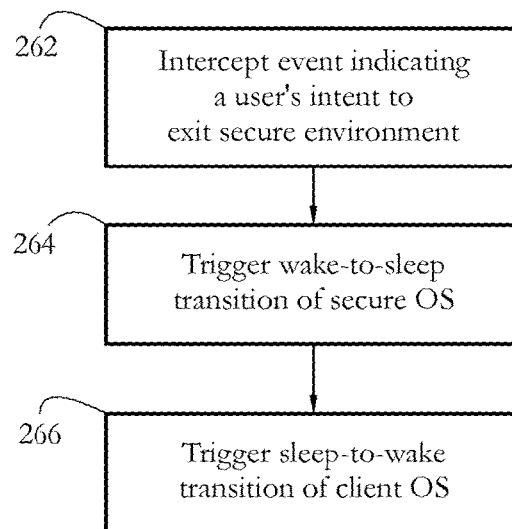 262
Intercept event indicating
a user's intent to
exit secure environment
264
Trigger wake-to-sleep
transition of secure OS
266
Trigger sleep-to-wake
transition of client OS